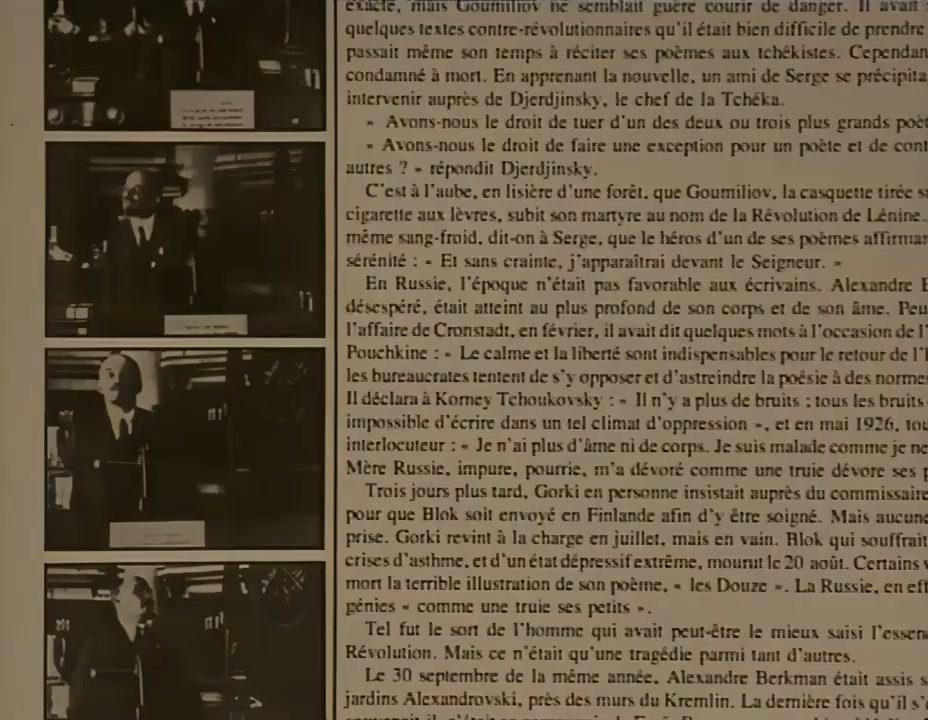 exacte, mais Goumiliov ne semblait guère courir de danger. Il avait
quelques textes contre-révolutionnaires qu'il était bien difficile de prendre
passait même son temps à réciter ses poèmes aux tchékistes. Cependan
condamné à mort. En apprenant la nouvelle, un ami de Serge se précipita
intervenir auprès de Djerdjinsky, le chef de la Tchéka.
« Avons-nous le droit de tuer d'un des deux ou trois plus grands poèt
« Avons-nous le droit de faire une exception pour un poète et de cont
autres ? » répondit Djerdjinsky.
C'est à l'aube, en lisière d'une forêt, que Goumiliov, la casquette tirée s
cigarette aux lèvres, subit son martyre au nom de la Révolution de Lénine.
même sang-froid, dit-on à Serge, que le héros d'un de ses poèmes affirmar
sérénité : « Et sans crainte, j'apparaîtrai devant le Seigneur. »
En Russie, l'époque n'était pas favorable aux écrivains. Alexandre B
désespéré, était atteint au plus profond de son corps et de son âme. Peu
l'affaire de Cronstadt, en février, il avait dit quelques mots à l'occasion de l'
Pouchkine : « Le calme et la liberté sont indispensables pour le retour de l'h
les bureaucrates tentent de s'y opposer et d'astreindre la poésie à des normes
Il déclara à Korney Tchoukovsky : « Il n'y a plus de bruits ; tous les bruits
impossible d'écrire dans un tel climat d'oppression », et en mai 1926, tou
interlocuteur : « Je n'ai plus d'âme ni de corps. Je suis malade comme je ne
Mère Russie, impure, pourrie, m'a dévoré comme une truie dévore ses p
Trois jours plus tard, Gorki en personne insistait auprès du commissaire
pour que Blok soit envoyé en Finlande afin d'y être soigné. Mais aucune
prise. Gorki revint à la charge en juillet, mais en vain. Blok qui souffrait
crises d'asthme, et d'un état dépressif extrême, mourut le 20 août. Certains v
mort la terrible illustration de son poème, « les Douze ». La Russie, en eff
génies « comme une truie ses petits ».
Tel fut le sort de l'homme qui avait peut-être le mieux saisi l'essen
Révolution. Mais ce n'était qu'une tragédie parmi tant d'autres.
Le 30 septembre de la même année, Alexandre Berkman était assis s
jardins Alexandrovski, près des murs du Kremlin. La dernière fois qu'il s'